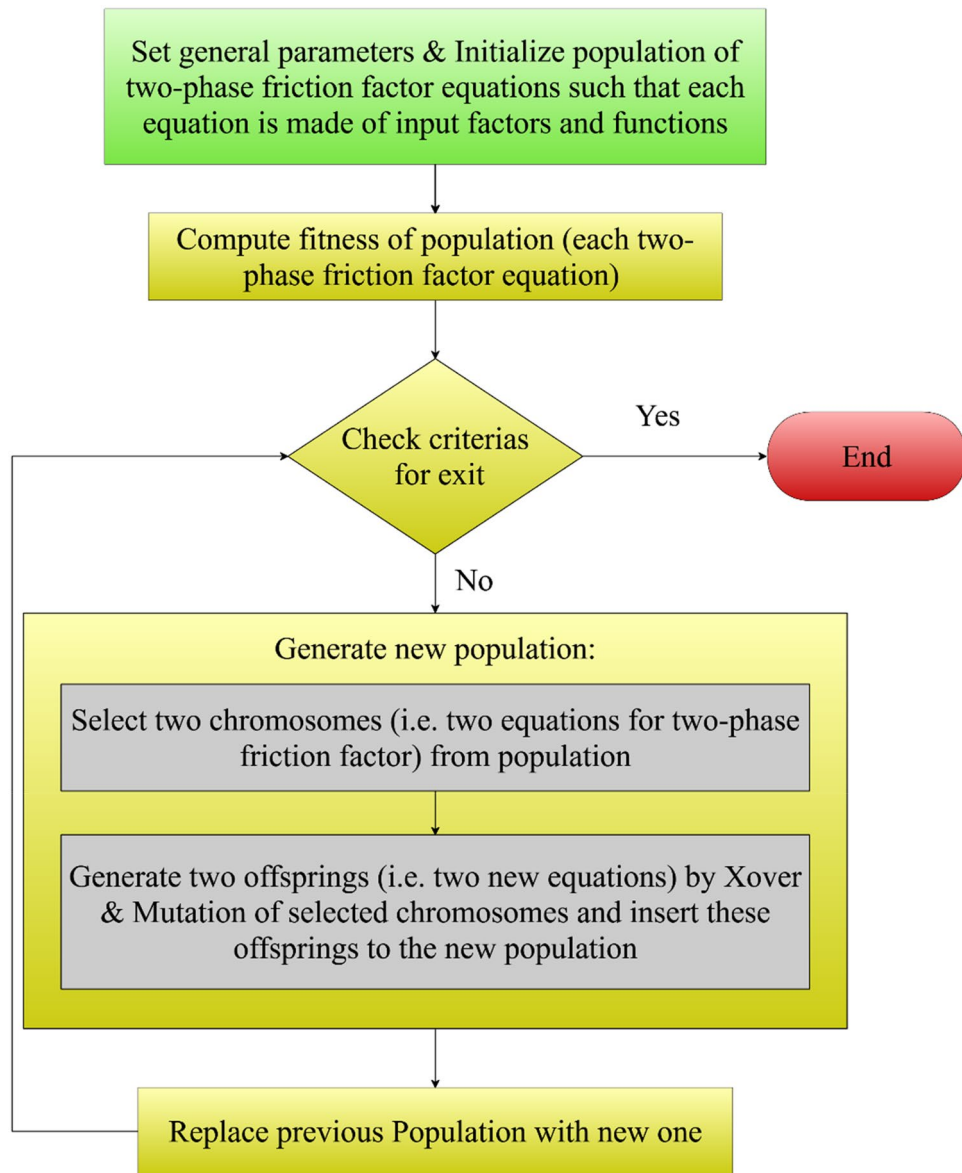 Set general parameters & Initialize population of
two-phase friction factor equations such that each
equation is made of input factors and functions
Compute fitness of population (each two-
phase friction factor equation)
Check criterias
for exit
Yes
End
No
Generate new population:
Select two chromosomes (i.e. two equations for two-phase
friction factor) from population
Generate two offsprings (i.e. two new equations) by Xover
& Mutation of selected chromosomes and insert these
offsprings to the new population
Replace previous Population with new one